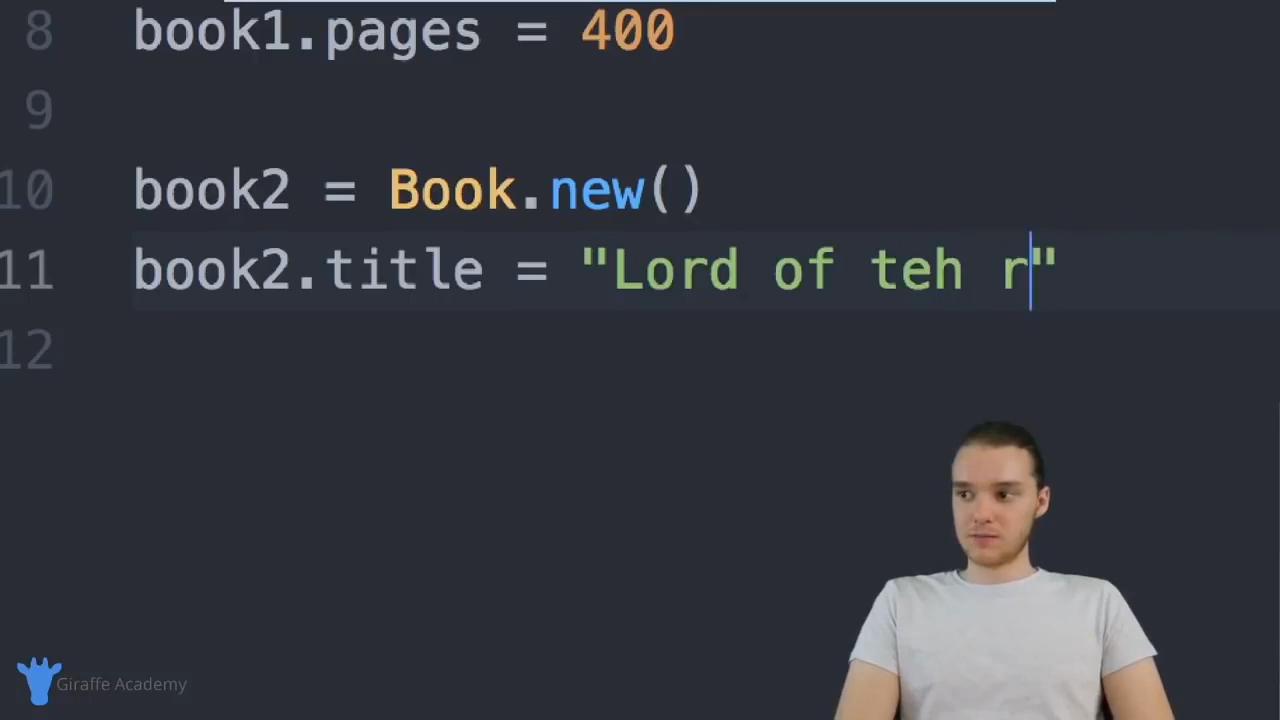 8 book1.pages = 400
9
10 book2 = Book.new()
11 book2.title = "Lord of teh r"
12
Giraffe Academy